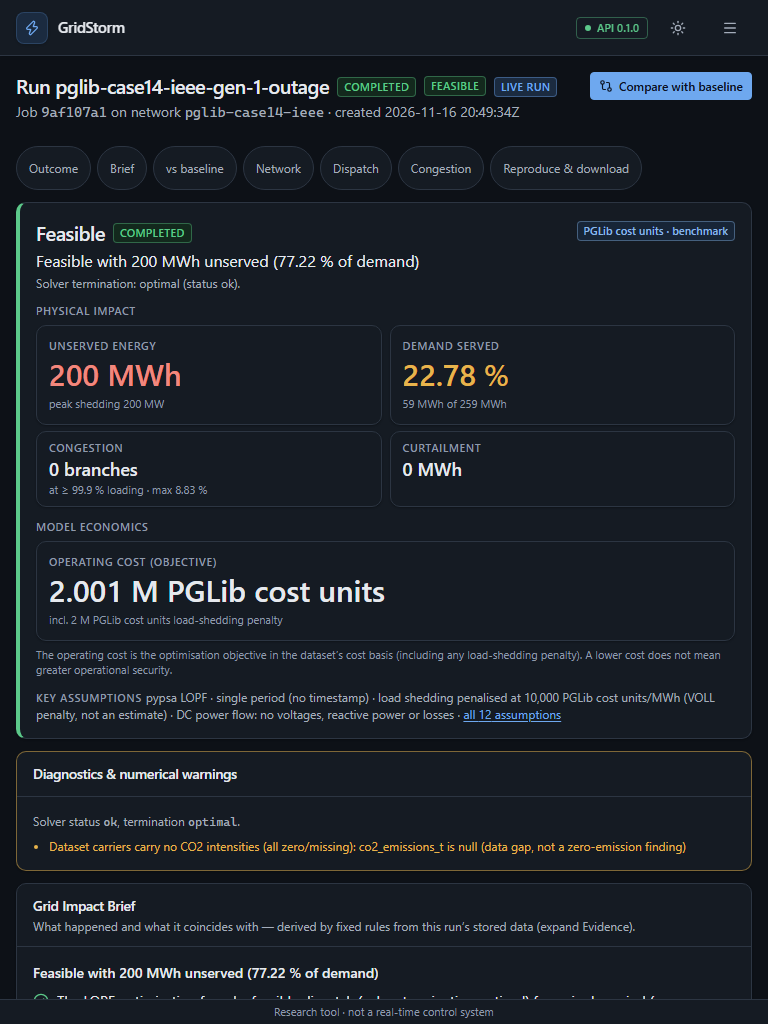 GridStorm
API 0.1.0
Run pglib-case14-ieee-gen-1-outage COMPLETED FEASIBLE LIVE RUN
Compare with baseline
Job 9af107a1 on network pglib-case14-ieee · created 2026-11-16 20:49:34Z
Outcome Brief vs baseline Network Dispatch Congestion Reproduce & download
Feasible COMPLETED
PGLib cost units · benchmark
Feasible with 200 MWh unserved (77.22 % of demand)
Solver termination: optimal (status ok).
PHYSICAL IMPACT
UNSERVED ENERGY
200 MWh
peak shedding 200 MW
DEMAND SERVED
22.78 %
59 MWh of 259 MWh
CONGESTION
0 branches
at ≥ 99.9 % loading · max 8.83 %
CURTAILMENT
0 MWh
MODEL ECONOMICS
OPERATING COST (OBJECTIVE)
2.001 M PGLib cost units
incl. 2 M PGLib cost units load-shedding penalty
The operating cost is the optimisation objective in the dataset's cost basis (including any load-shedding penalty). A lower cost does not mean
greater operational security.
KEY ASSUMPTIONS pypsa LOPF · single period (no timestamp) · load shedding penalised at 10,000 PGLib cost units/MWh (VOLL
penalty, not an estimate) · DC power flow: no voltages, reactive power or losses · all 12 assumptions
Diagnostics & numerical warnings
Solver status ok, termination optimal.
• Dataset carriers carry no CO2 intensities (all zero/missing): co2_emissions_t is null (data gap, not a zero-emission finding)
Grid Impact Brief
What happened and what it coincides with — derived by fixed rules from this run's stored data (expand Evidence).
Feasible with 200 MWh unserved (77.22 % of demand)
Research tool · not a real-time control system